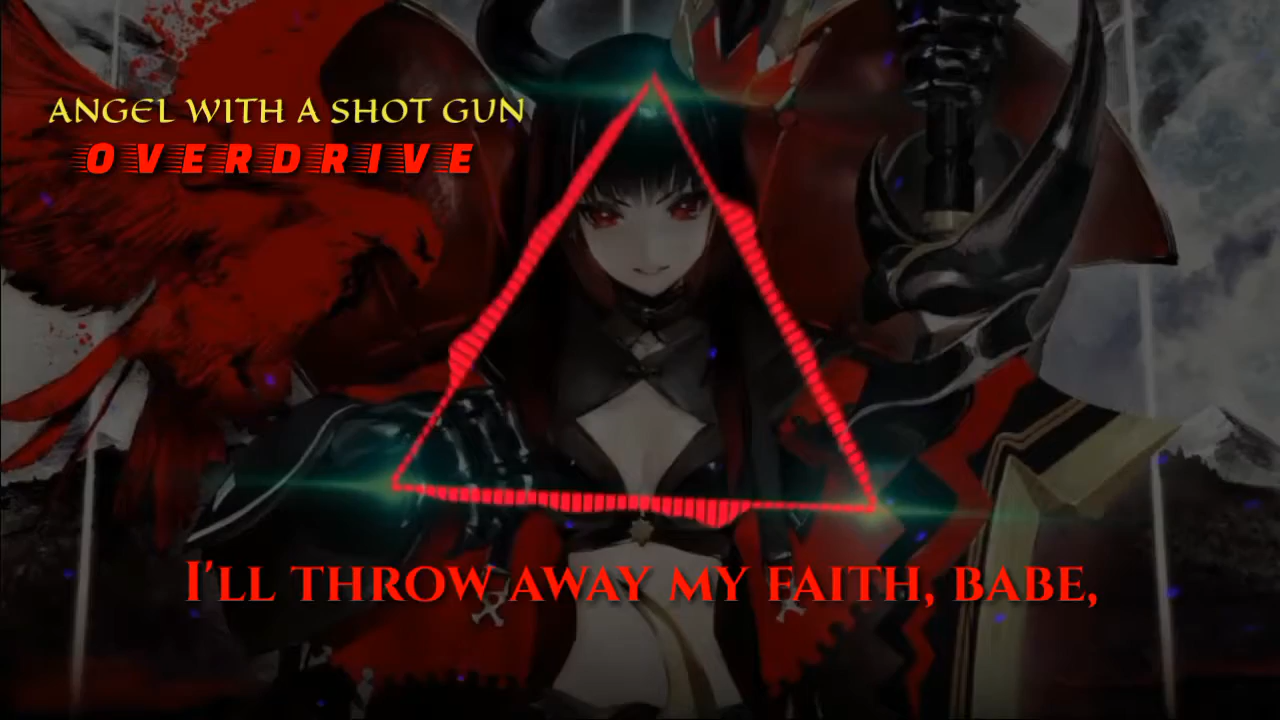 ANGEL WITH A SHOT GUN
OVERDRIVE
I'LL THROW AWAY MY FAITH, BABE,